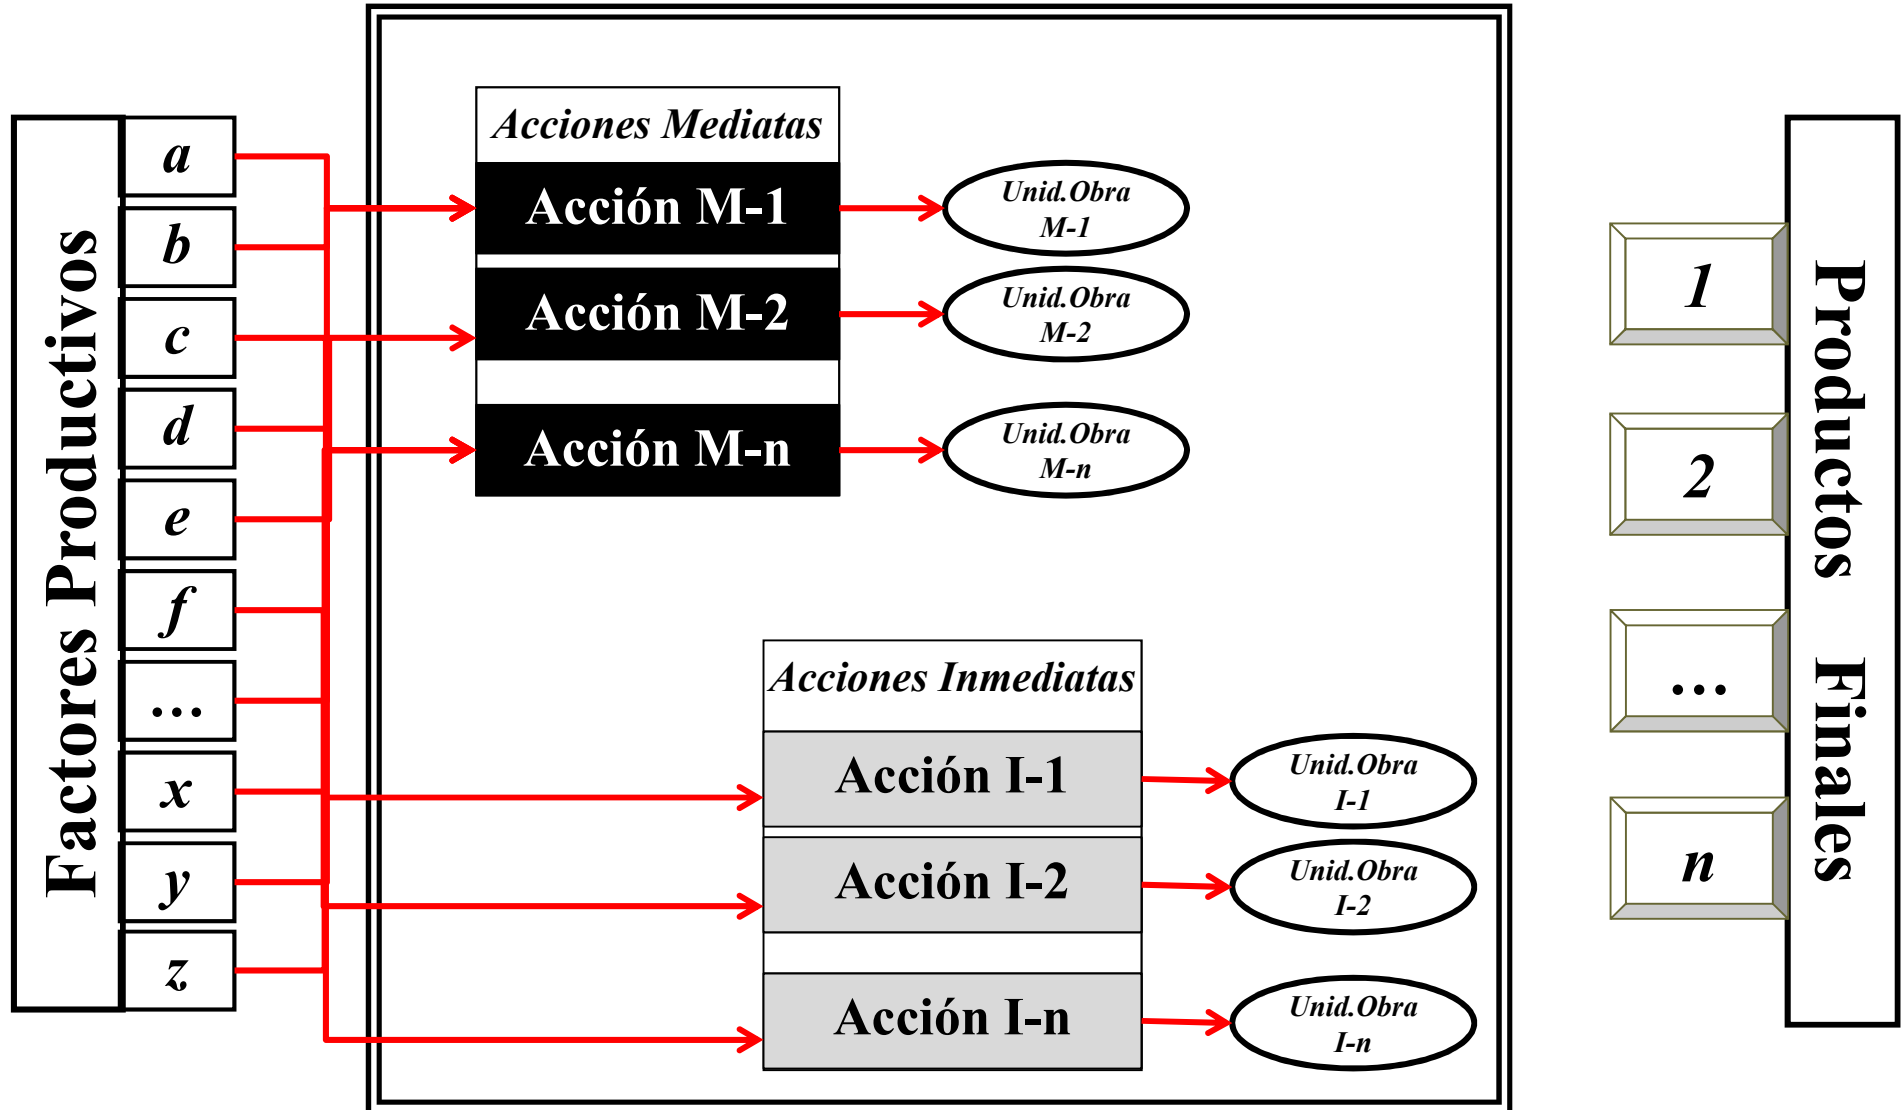 Factores Productivos
a
b
c
d
e
f
...
x
y
z
Acciones Mediatas
Acción M-1
Acción M-2
Acción M-n
Unid.Obra
M-1
Unid.Obra
M-2
Unid.Obra
M-n
Acciones Inmediatas
Acción I-1
Acción I-2
Acción I-n
Unid.Obra
I-1
Unid.Obra
I-2
Unid.Obra
I-n
1
2
...
n
Productos Finales